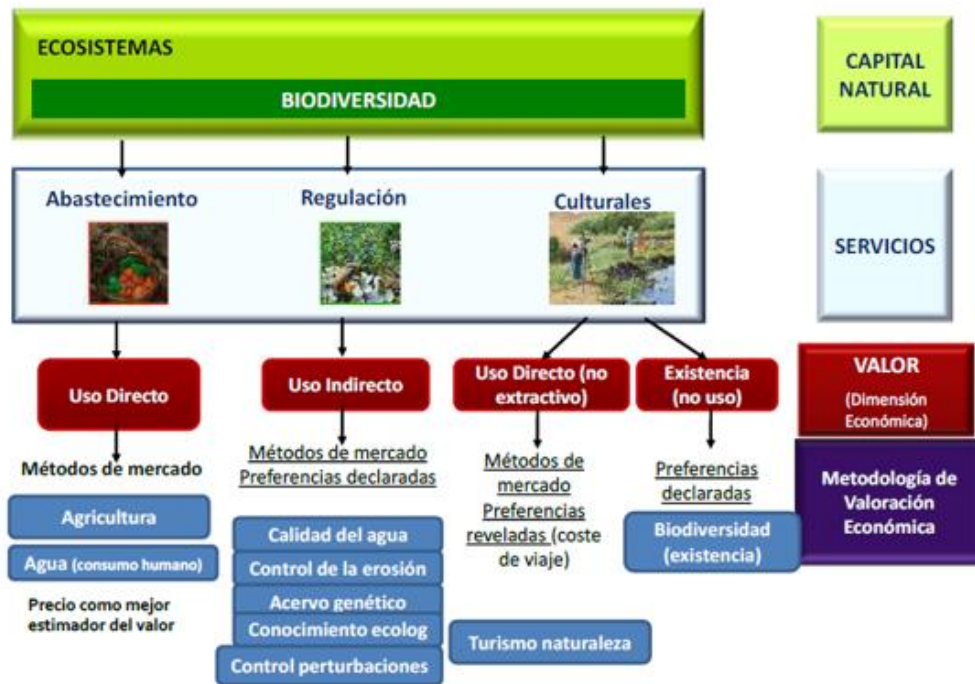 ECOSISTEMAS
BIODIVERSIDAD
CAPITAL
NATURAL
Abastecimiento
Regulación
Culturales
SERVICIOS
Uso Directo
Uso Indirecto
Uso Directo (no
extractivo)
Existencia
(no uso)
VALOR
(Dimensión
Económica)
Métodos de mercado
Agricultura
Agua (consumo humano)
Precio como mejor
estimador del valor
Métodos de mercado
Preferencias declaradas
Calidad del agua
Control de la erosión
Acervo genético
Conocimiento ecolog
Control perturbaciones
Métodos de
mercado
Preferencias
reveladas (coste
de viaje)
Turismo naturaleza
Preferencias
declaradas
Biodiversidad
(existencia)
Metodología de
Valoración
Económica